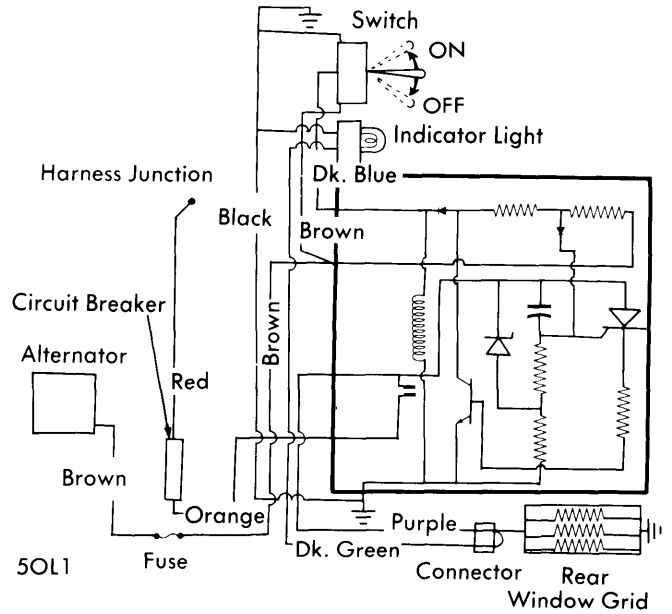 Switch
ON
OFF
Indicator Light
Dk. Blue
Harness Junction
Black
Brown
Circuit Breaker
Alternator
Brown
Red
Brown
Orange
Purple
Fuse
Dk. Green
50L1
Connector
Rear
Window Grid